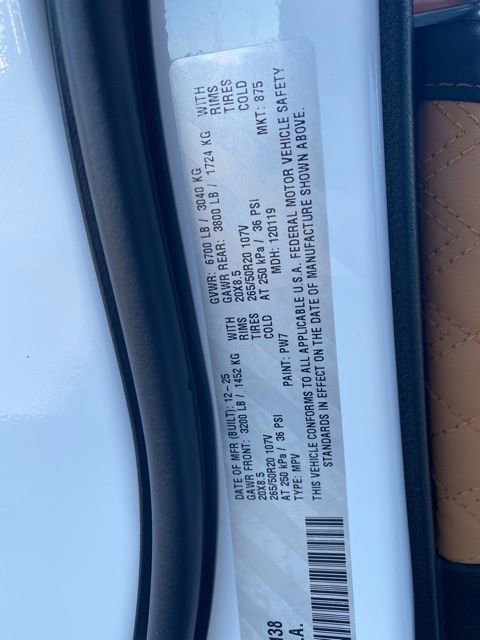 DATE OF MFR (BUILT): 12-25 GVWR: 6700 LB / 3040 KG
GAWR FRONT: 3200 LB / 1452 KG WITH GAWR REAR: 3800 LB / 1724 KG WITH
20X8.5 RIMS 20X8.5 RIMS
265/50R20 107V TIRES 265/50R20 107V TIRES
AT 250 kPa / 36 PSI COLD AT 250 kPa / 36 PSI COLD
TYPE: MPV PAINT: PW7 MDH: 120119 MKT: 875
THIS VEHICLE CONFORMS TO ALL APPLICABLE U.S.A. FEDERAL MOTOR VEHICLE SAFETY
STANDARDS IN EFFECT ON THE DATE OF MANUFACTURE SHOWN ABOVE.
138
.A.